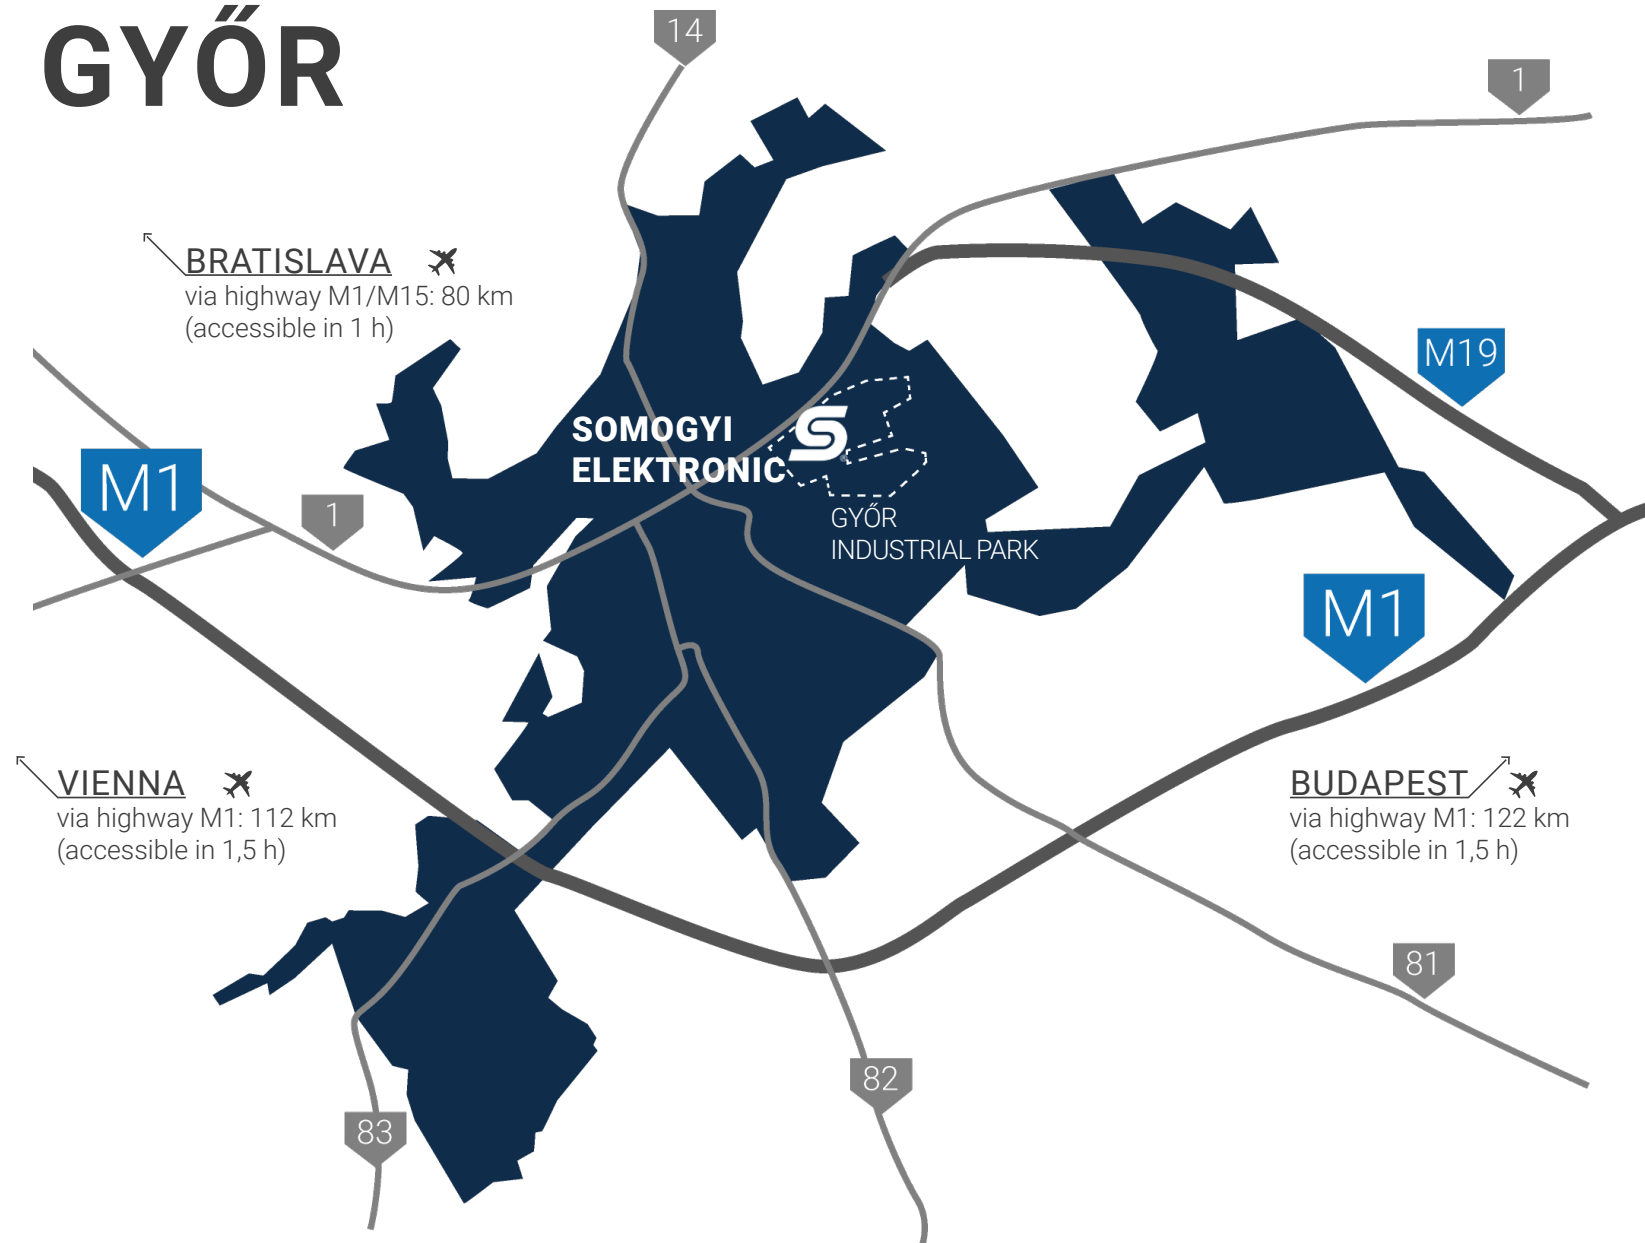 GYŐR
14
1
BRATISLAVA
via highway M1/M15: 80 km
(accessible in 1 h)
M19
SOMOGYI
ELEKTRONIC
S
M1
1
GYŐR
INDUSTRIAL PARK
M1
VIENNA
via highway M1: 112 km
(accessible in 1,5 h)
BUDAPEST
via highway M1: 122 km
(accessible in 1,5 h)
81
82
83